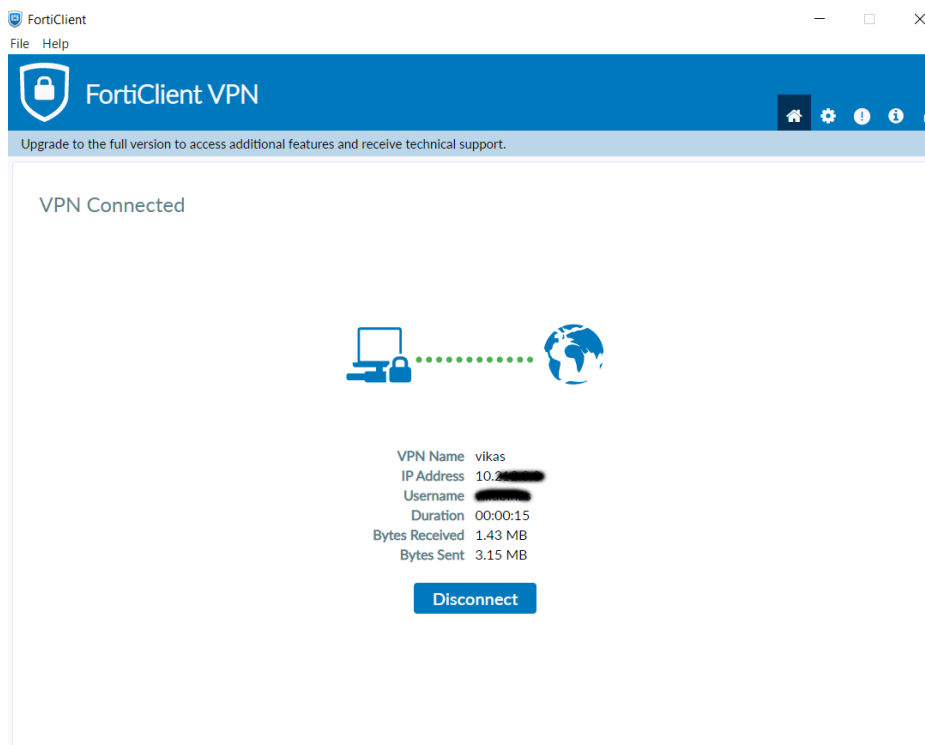 FortiClient
File Help
FortiClient VPN
Upgrade to the full version to access additional features and receive technical support.
VPN Connected
VPN Name vikas
IP Address 10.2
Username
Duration 00:00:15
Bytes Received 1.43 MB
Bytes Sent 3.15 MB
Disconnect